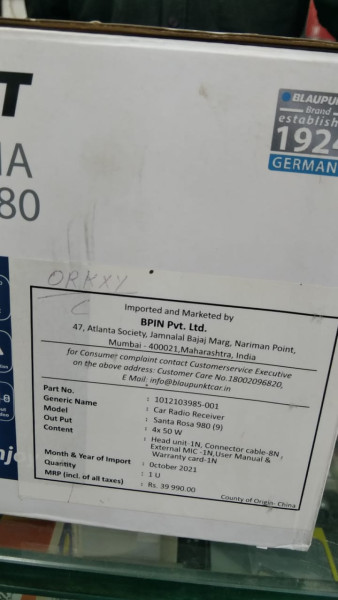 T
BLAUPUNK
Brand
establish
1924
GERMAN
IA
80
ORKXY
C
Imported and Marketed by
BPIN Pvt. Ltd.
47, Atlanta Society, Jamnalal Bajaj Marg, Nariman Point,
Mumbai - 400021,Maharashtra, India
for Consumer complaint contact Customerservice Executive
on the above address: Customer Care No.18002096820,
E Mail: info@blaupunktcar.in
Part No. : 1012103985-001
Generic Name : Car Radio Receiver
Model : Santa Rosa 980 (9)
Out Put : 4x 50 W
Content : Head unit-1N, Connector cable-8N,
External MIC -1N,User Manual &
Warranty card-1N
Month & Year of Import : October 2021
Quantity : 1 U
MRP (incl. of all taxes) : Rs. 39 990.00
County of Origin- China
njo